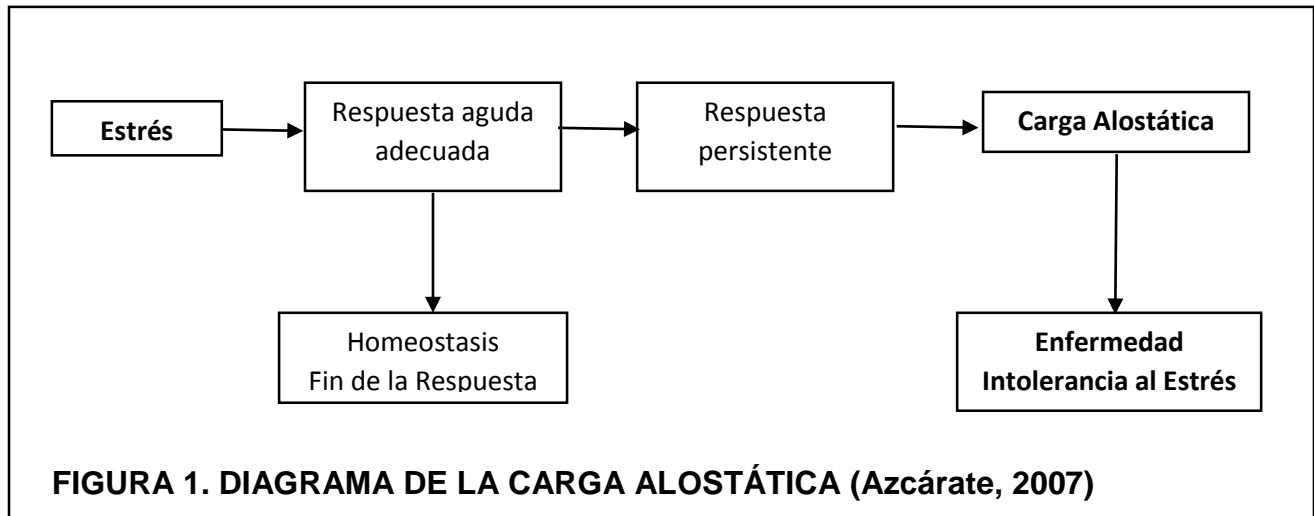 Estrés
Respuesta aguda
adecuada
Respuesta
persistente
Carga Alostática
Homeostasis
Fin de la Respuesta
Enfermedad
Intolerancia al Estrés
FIGURA 1. DIAGRAMA DE LA CARGA ALOSTÁTICA (Azcárate, 2007)